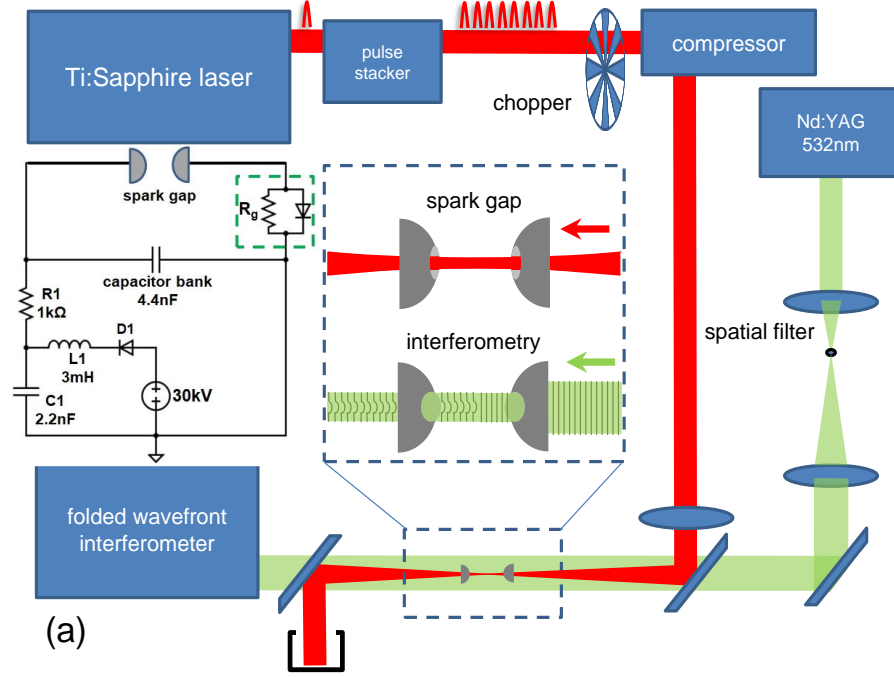 Ti:Sapphire laser
pulse
stacker
chopper
compressor
Nd:YAG
532nm
spark gap
Rg
capacitor bank
4.4nF
R1
1kΩ
D1
L1
3mH
C1
2.2nF
30kV
spark gap
interferometry
spatial filter
folded wavefront
interferometer
(a)